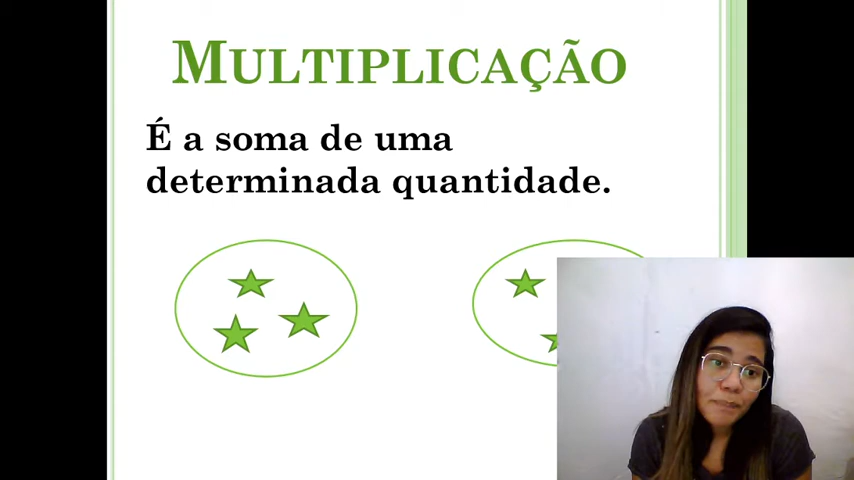 MULTIPLICAÇÃO
É a soma de uma
determinada quantidade.